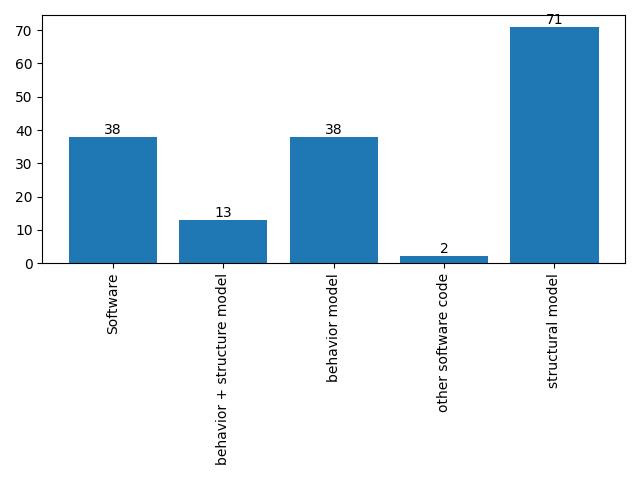 70
60
50
40
30
20
10
0
38
13
38
2
71
Software
behavior + structure model
behavior model
other software code
structural model